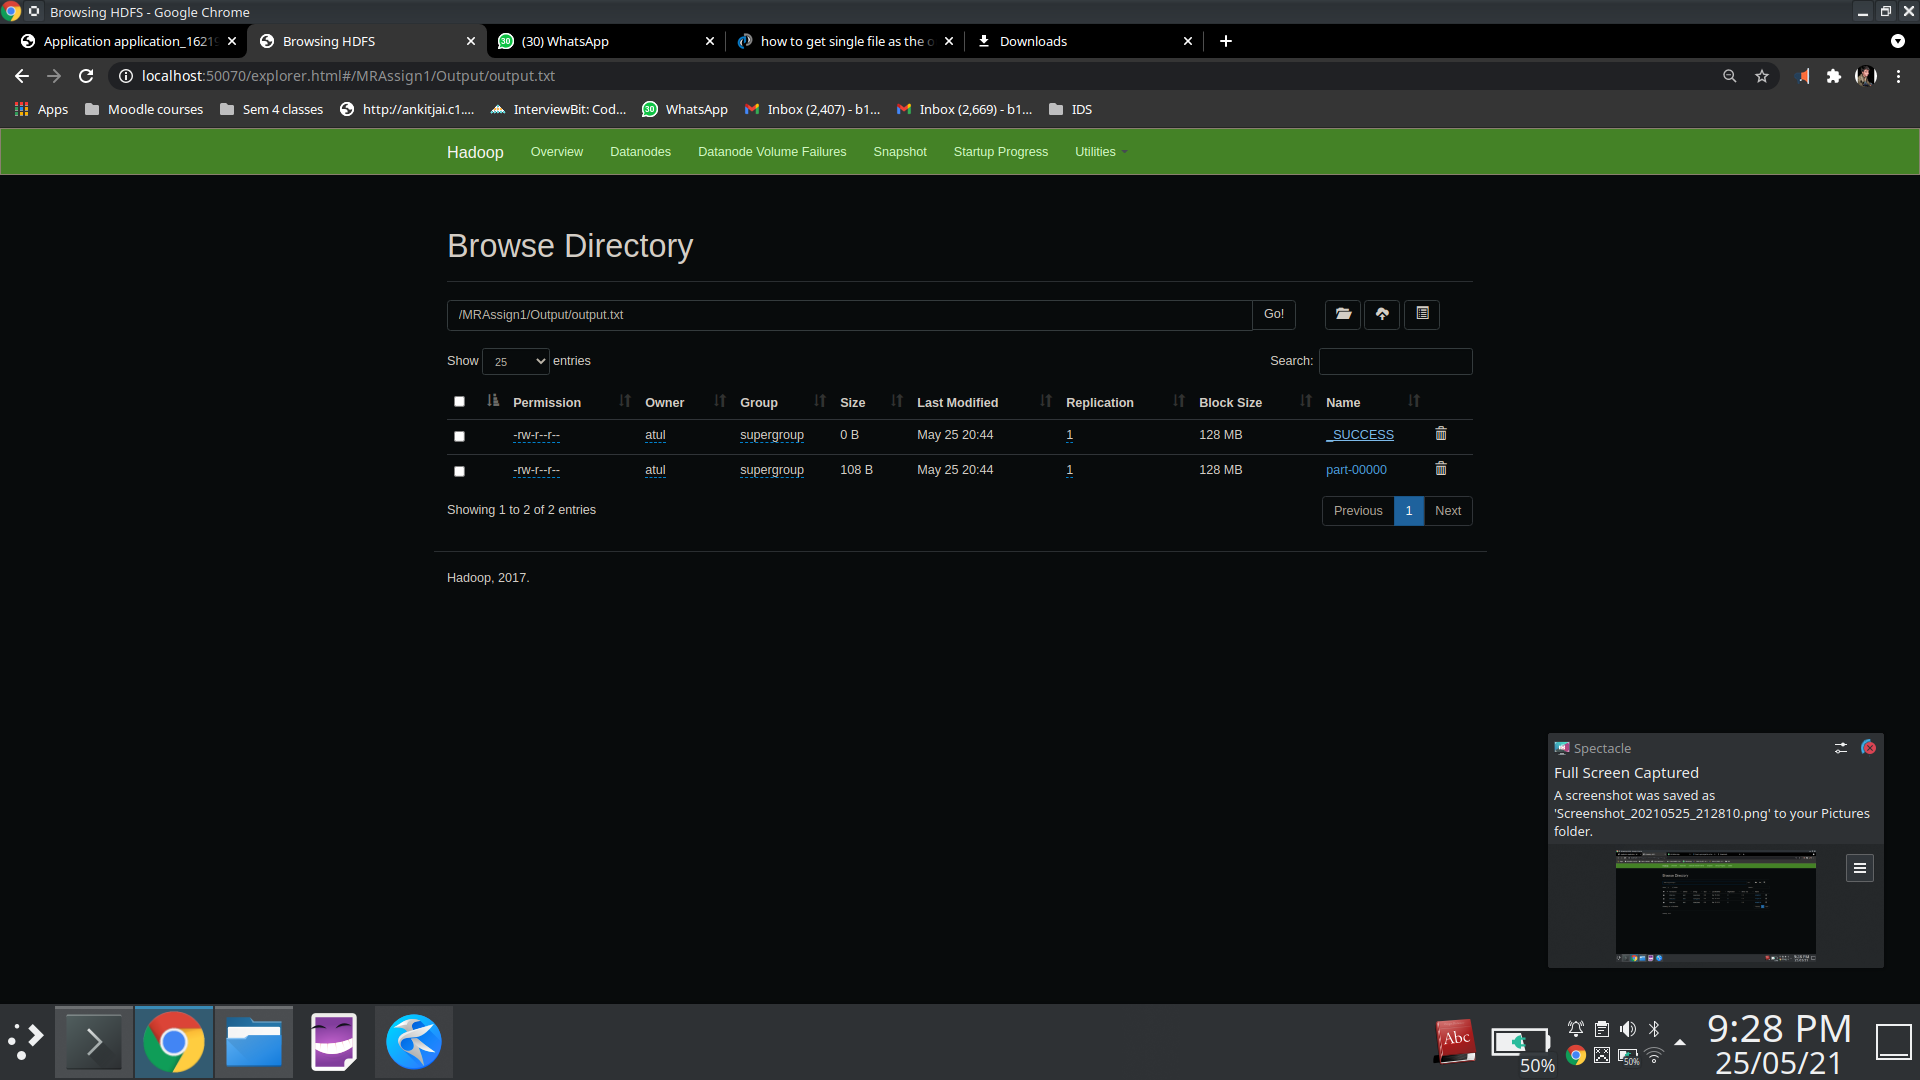 Browsing HDFS - Google Chrome
Application application_1621
Browsing HDFS
(30) WhatsApp
how to get single file as the o
Downloads
localhost:50070/explorer.html#/MRAssign1/Output/output.txt
Apps
Moodle courses
Sem 4 classes
http://ankitjai.c1....
InterviewBit: Cod...
WhatsApp
Inbox (2,407) - b1...
Inbox (2,669) - b1...
IDS
Hadoop
Overview
Datanodes
Datanode Volume Failures
Snapshot
Startup Progress
Utilities
Browse Directory
/MRAssign1/Output/output.txt
Go!
Show 25 entries
Search:
Permission Owner Group Size Last Modified Replication Block Size Name
-rw-r--r-- atul supergroup 0 B May 25 20:44 1 128 MB _SUCCESS
-rw-r--r-- atul supergroup 108 B May 25 20:44 1 128 MB part-00000
Showing 1 to 2 of 2 entries
Previous 1 Next
Hadoop, 2017.
Spectacle
Full Screen Captured
A screenshot was saved as
'Screenshot_20210525_212810.png' to your Pictures
folder.
Abc
50%
50%
9:28 PM
25/05/21